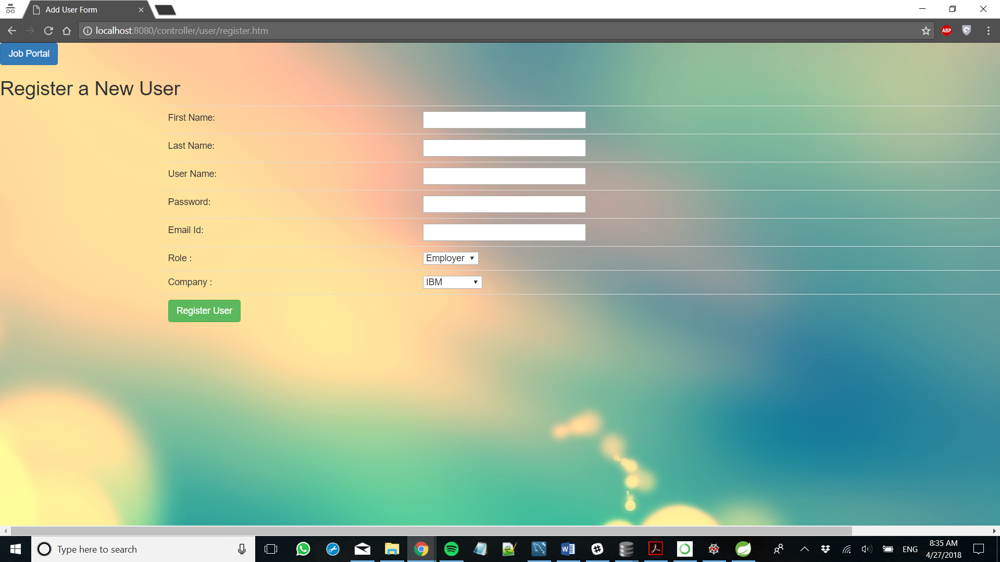 Add User Form
localhost:8080/controller/user/register.htm
ABP
Job Portal
Register a New User
First Name:
Last Name:
User Name:
Password:
Email Id:
Role : Employer
Company : IBM
Register User
Type here to search
ENG
8:35 AM
4/27/2018